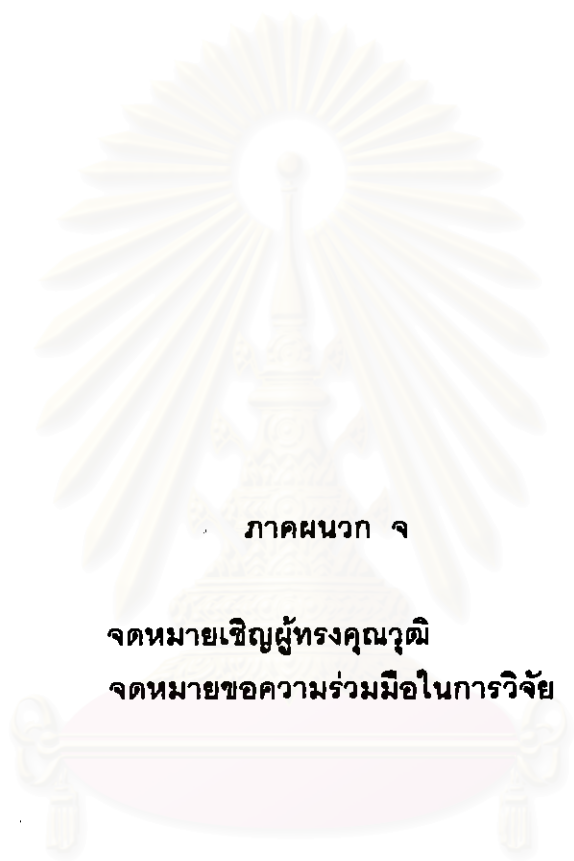 ภาคผนวก จ
จดหมายเชิญผู้ทรงคุณวุฒิ
จดหมายขอความร่วมมือในการวิจัย